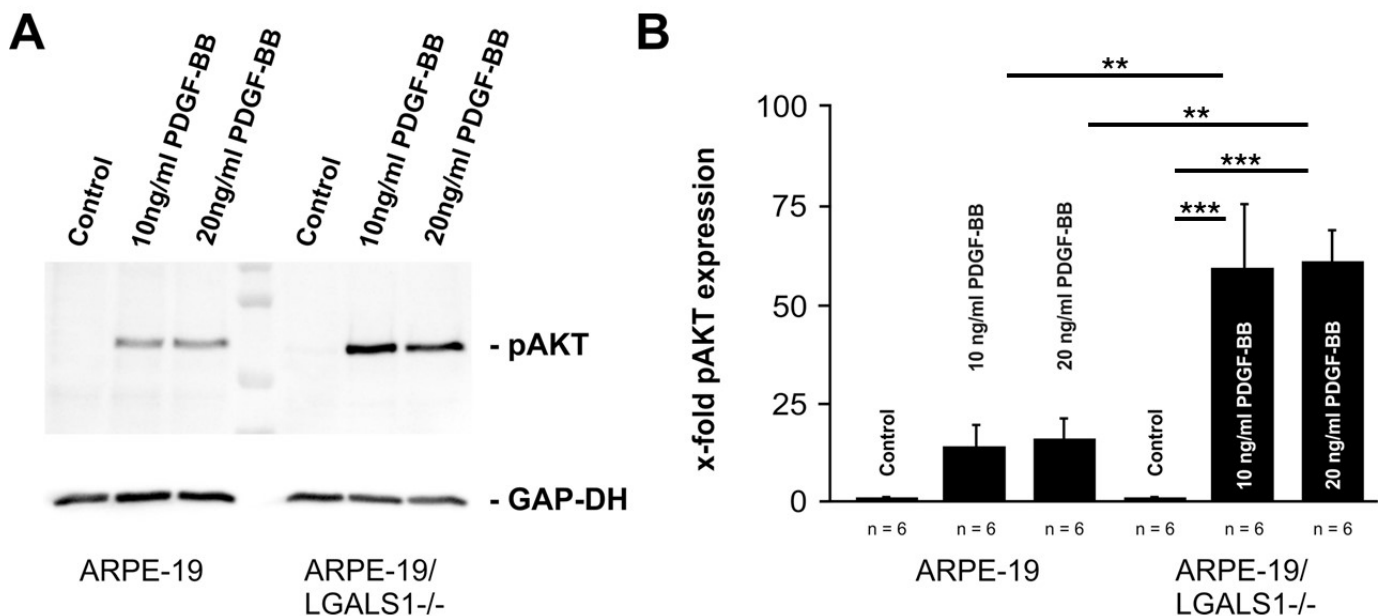 A
Control
10ng/ml PDGF-BB
20ng/ml PDGF-BB
Control
10ng/ml PDGF-BB
20ng/ml PDGF-BB
- pAKT
- GAP-DH
ARPE-19
ARPE-19/
LGALS1-/-
B
**
**
***
***
x-fold pAKT expression
100
75
50
25
0
Control
10 ng/ml PDGF-BB
20 ng/ml PDGF-BB
Control
10 ng/ml PDGF-BB
20 ng/ml PDGF-BB
n = 6
n = 6
n = 6
n = 6
n = 6
n = 6
ARPE-19
ARPE-19/
LGALS1-/-